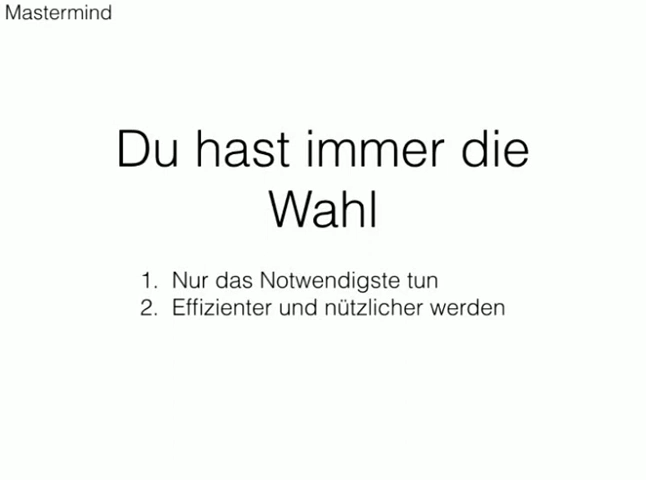 Mastermind
Du hast immer die
Wahl
1. Nur das Notwendigste tun
2. Effizienter und nützlicher werden